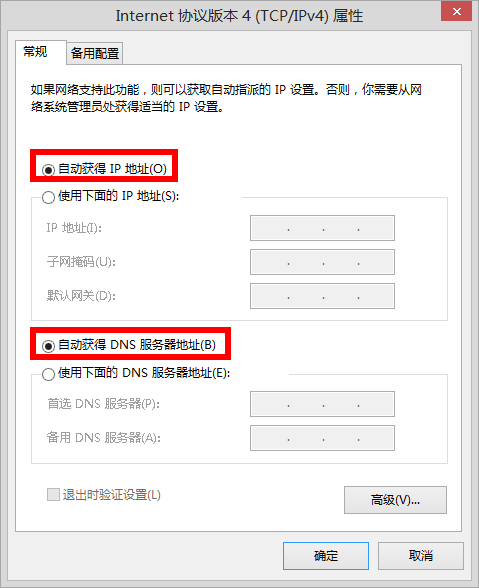 Internet 协议版本 4 (TCP/IPv4) 属性
常规
备用配置
如果网络支持此功能，则可以获取自动指派的 IP 设置。否则，你需要从网
络系统管理员处获得适当的 IP 设置。
自动获得 IP 地址(O)
使用下面的 IP 地址(S):
IP 地址(I):
子网掩码(U):
默认网关(D):
自动获得 DNS 服务器地址(B)
使用下面的 DNS 服务器地址(E):
首选 DNS 服务器(P):
备用 DNS 服务器(A):
退出时验证设置(L)
高级(V)...
确定
取消